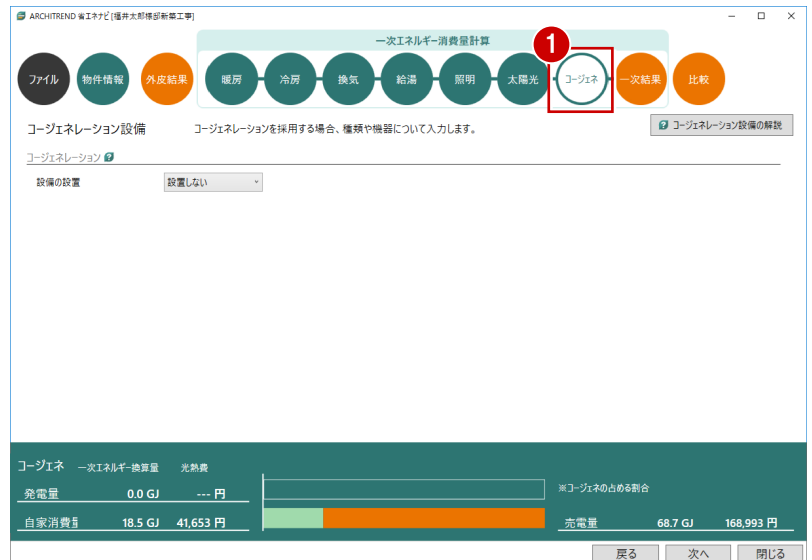 ARCHITREND 省エネナビ [福井太郎様邸新築工事]
一次エネルギー消費量計算
1
ファイル 物件情報 外皮結果 暖房 冷房 換気 給湯 照明 太陽光 コージェネ 一次結果 比較
コージェネレーション設備 コージェネレーションを採用する場合、種類や機器について入力します。 コージェネレーション設備の解説
コージェネレーション
設備の設置 設置しない
コージェネ 一次エネルギー換算量 光熱費
※コージェネの占める割合
発電量 0.0 GJ --- 円
自家消費量 18.5 GJ 41,653 円 売電量 68.7 GJ 168,993 円
戻る 次へ 閉じる